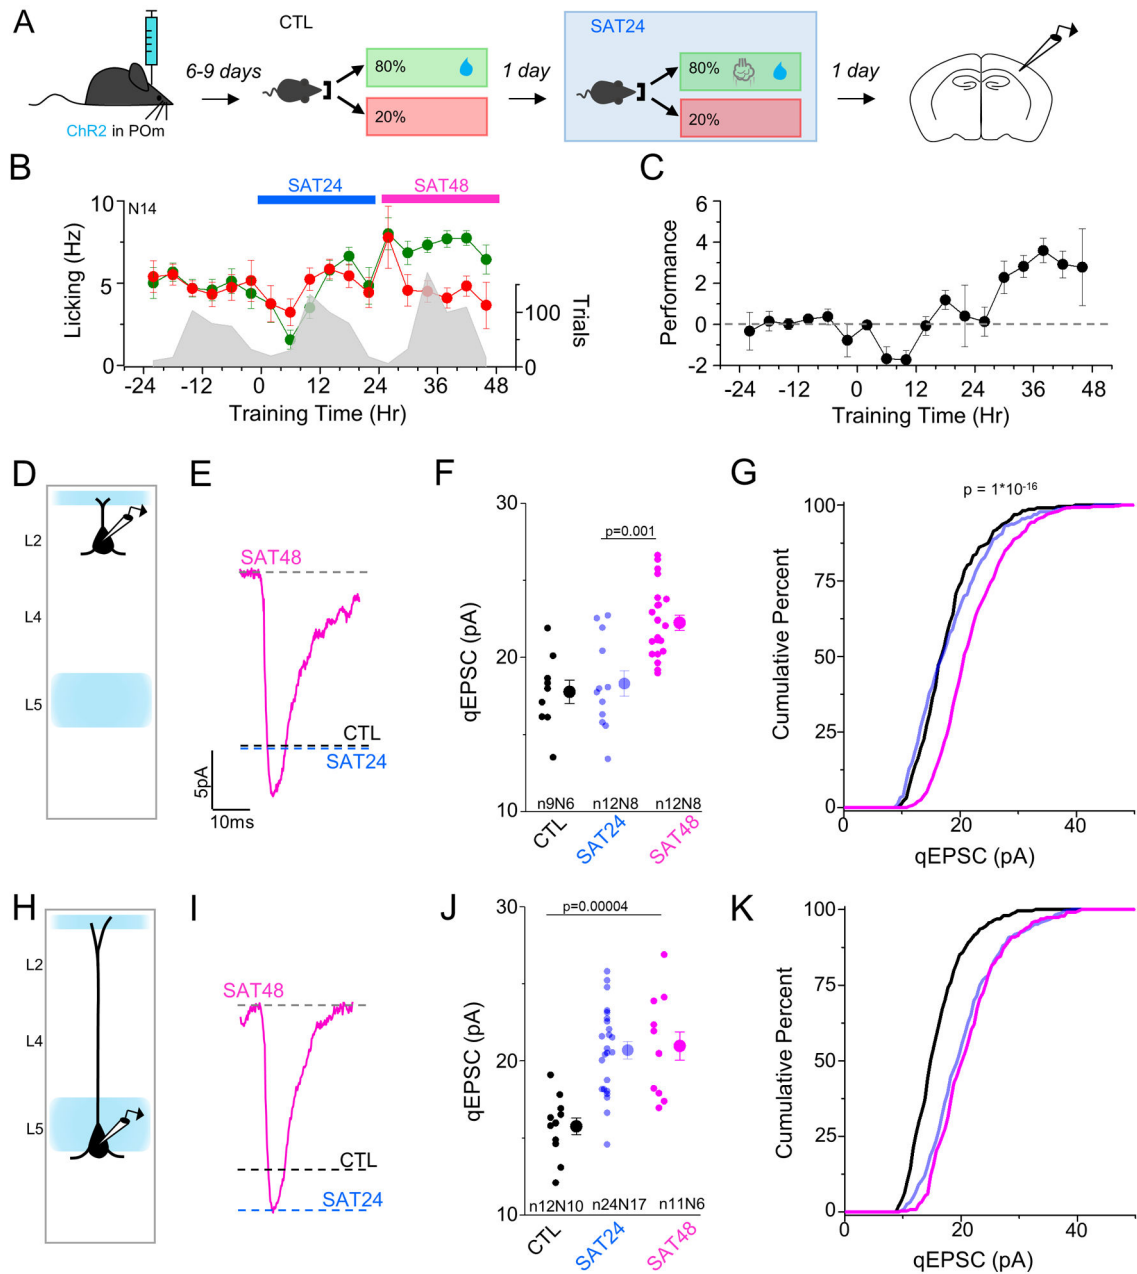 A
CTL
SAT24
6-9 days
80%
20%
1 day
80%
20%
1 day
ChR2 in POm
B
SAT24
SAT48
N14
10
5
0
Licking (Hz)
100
0
Trials
-24 -12 0 12 24 36 48
Training Time (Hr)
C
6
4
2
0
-2
Performance
-24 -12 0 12 24 36 48
Training Time (Hr)
D
L2
L4
L5
E
SAT48
CTL
SAT24
5pA
10ms
F
30
20
10
qEPSC (pA)
p=0.001
n9N6 n12N8 n12N8
CTL
SAT24
SAT48
G
p = 1*10-16
100
75
50
25
0
Cumulative Percent
0 20 40
qEPSC (pA)
H
L2
L4
L5
I
SAT48
CTL
SAT24
J
30
20
10
qEPSC (pA)
p=0.00004
n12N10 n24N17 n11N6
CTL
SAT24
SAT48
K
100
75
50
25
0
Cumulative Percent
0 20 40
qEPSC (pA)